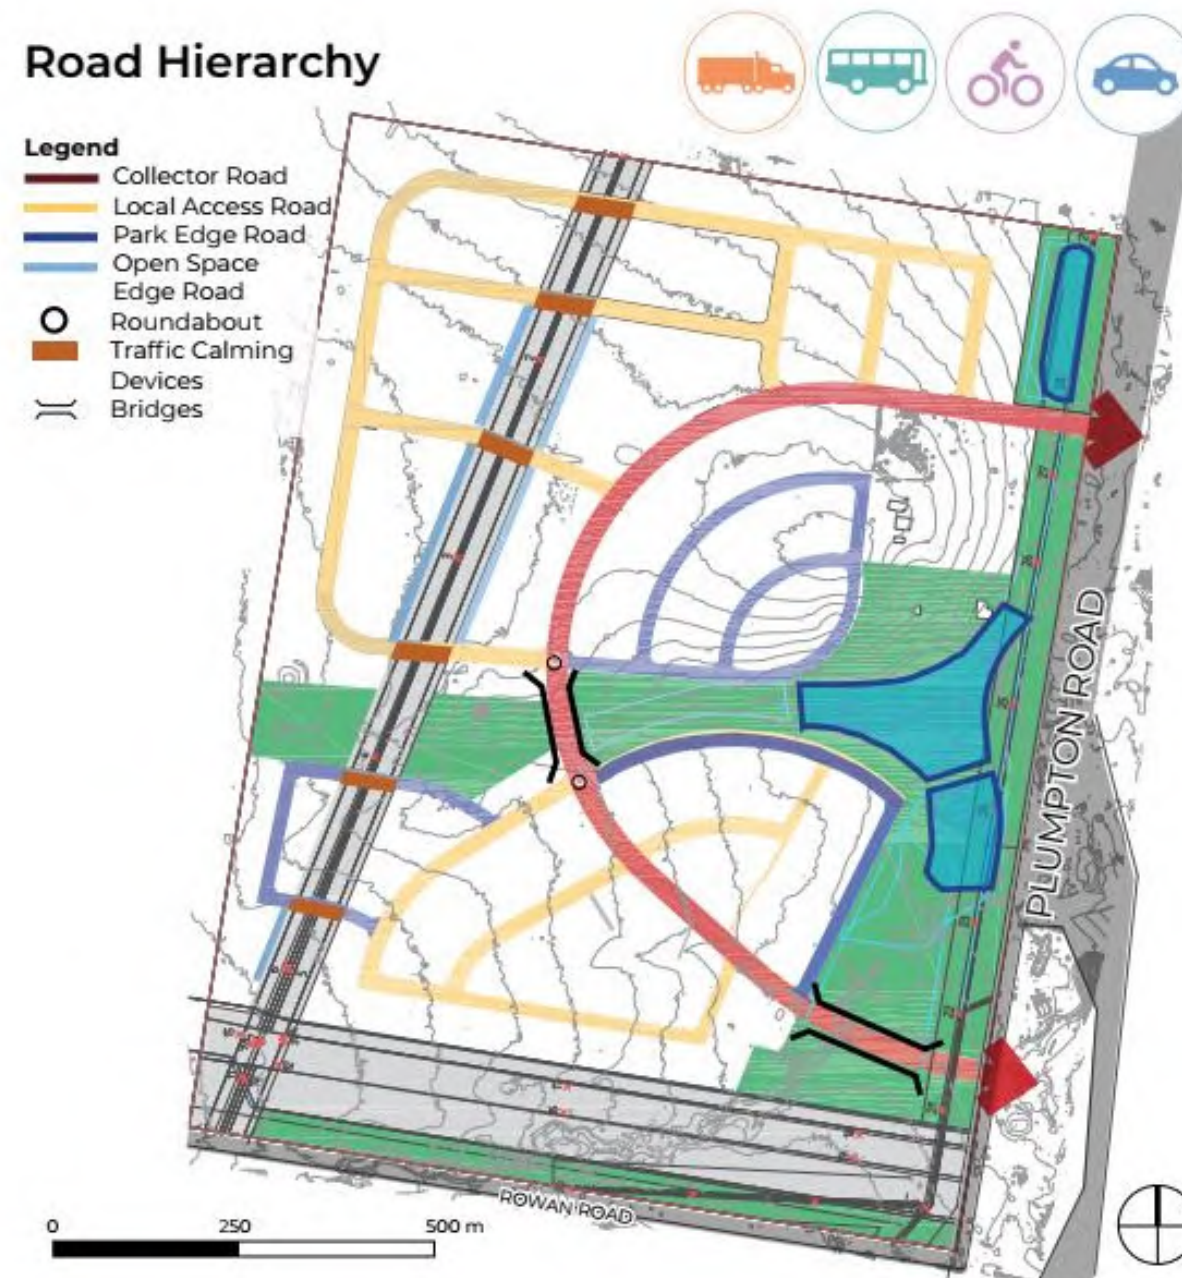 Road Hierarchy
Legend
Collector Road
Local Access Road
Park Edge Road
Open Space
Edge Road
Roundabout
Traffic Calming
Devices
Bridges
PLUMPTON ROAD
ROWAN ROAD
0 250 500 m